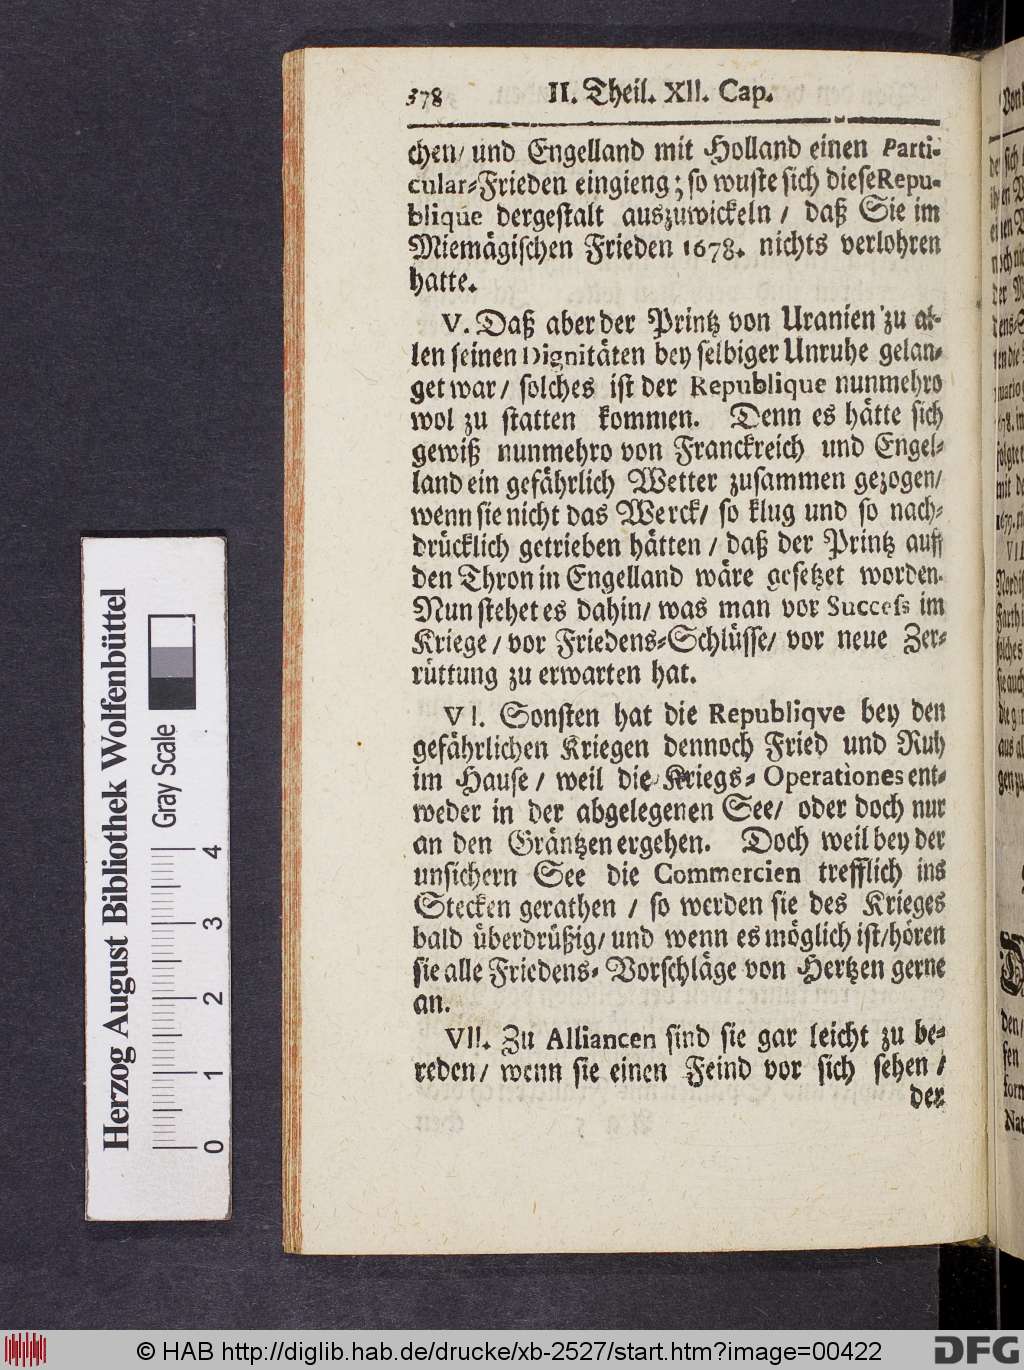 378 II. Theil. XII. Cap.
chen/ und Engelland mit Holland einen Parti-
cular-Frieden eingieng; so wuste sich diese Repu-
blique dergestalt auszuwickeln / daß Sie im
Niemägischen Frieden 1678. nichts verlohren
hatte.
V. Daß aber der Printz von Uranien zu al-
len seinen Dignitäten bey selbiger Unruhe gelan-
get war / solches ist der Republique nunmehro
wol zu statten kommen. Denn es hätte sich
gewiß nunmehro von Franckreich und Engel-
land ein gefährlich Wetter zusammen gezogen/
wenn sie nicht das Werck/ so klug und so nach-
drücklich getrieben hätten / daß der Printz auff
den Thron in Engelland wäre gesetzet worden.
Nun stehet es dahin/ was man vor Success im
Kriege / vor Friedens-Schlüsse/ vor neue Zer-
rüttung zu erwarten hat.
VI. Sonsten hat die Republiqve bey den
gefährlichen Kriegen dennoch Fried und Ruh
im Hause / weil die Kriegs-Operationes ent-
weder in der abgelegenen See/ oder doch nur
an den Gräntzen ergehen. Doch weil bey der
unsichern See die Commercien trefflich ins
Stecken gerathen / so werden sie des Krieges
bald überdrüßig/ und wenn es möglich ist/ hören
sie alle Friedens-Vorschläge von Hertzen gerne
an.
VII. Zu Alliancen sind sie gar leicht zu be-
reden/ wenn sie einen Feind vor sich sehen /
der
Herzog August Bibliothek Wolfenbüttel
Gray Scale
0 1 2 3 4
© HAB http://diglib.hab.de/drucke/xb-2527/start.htm?image=00422
DFG